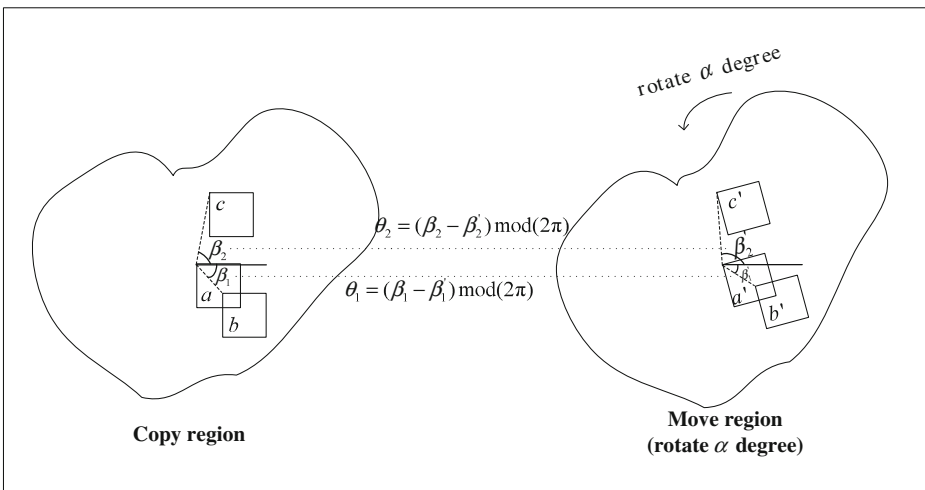 rotate α degree
c
c'
θ₂ = (β₂ − β₂') mod(2π)
β₂
β₂'
β₁
β₁'
θ₁ = (β₁ − β₁') mod(2π)
a
a'
b
b'
Copy region
Move region
(rotate α degree)